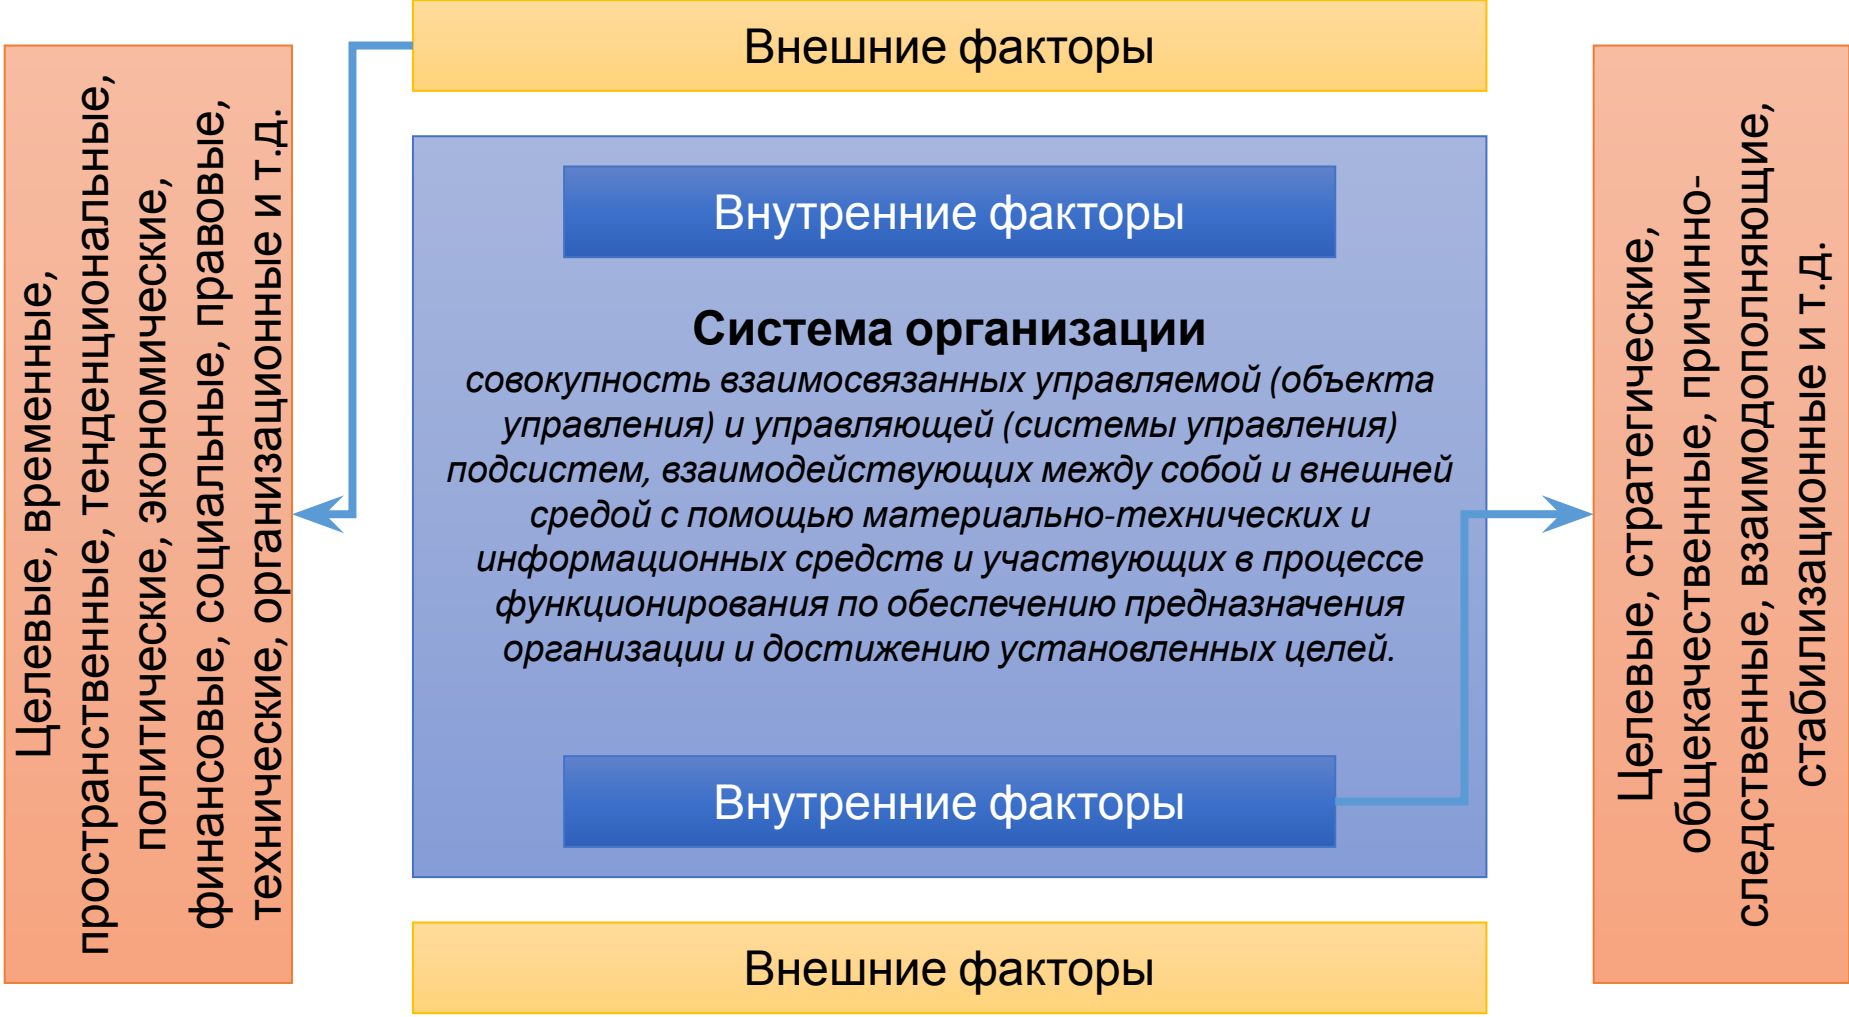 Внешние факторы
Целевые, временные,
пространственные, тенденциональные,
политические, экономические,
финансовые, социальные, правовые,
технические, организационные и т.д.
Внутренние факторы
Система организации
совокупность взаимосвязанных управляемой (объекта
управления) и управляющей (системы управления)
подсистем, взаимодействующих между собой и внешней
средой с помощью материально-технических и
информационных средств и участвующих в процессе
функционирования по обеспечению предназначения
организации и достижению установленных целей.
Внутренние факторы
Целевые, стратегические,
общекачественные, причинно-
следственные, взаимодополняющие,
стабилизационные и т.д.
Внешние факторы